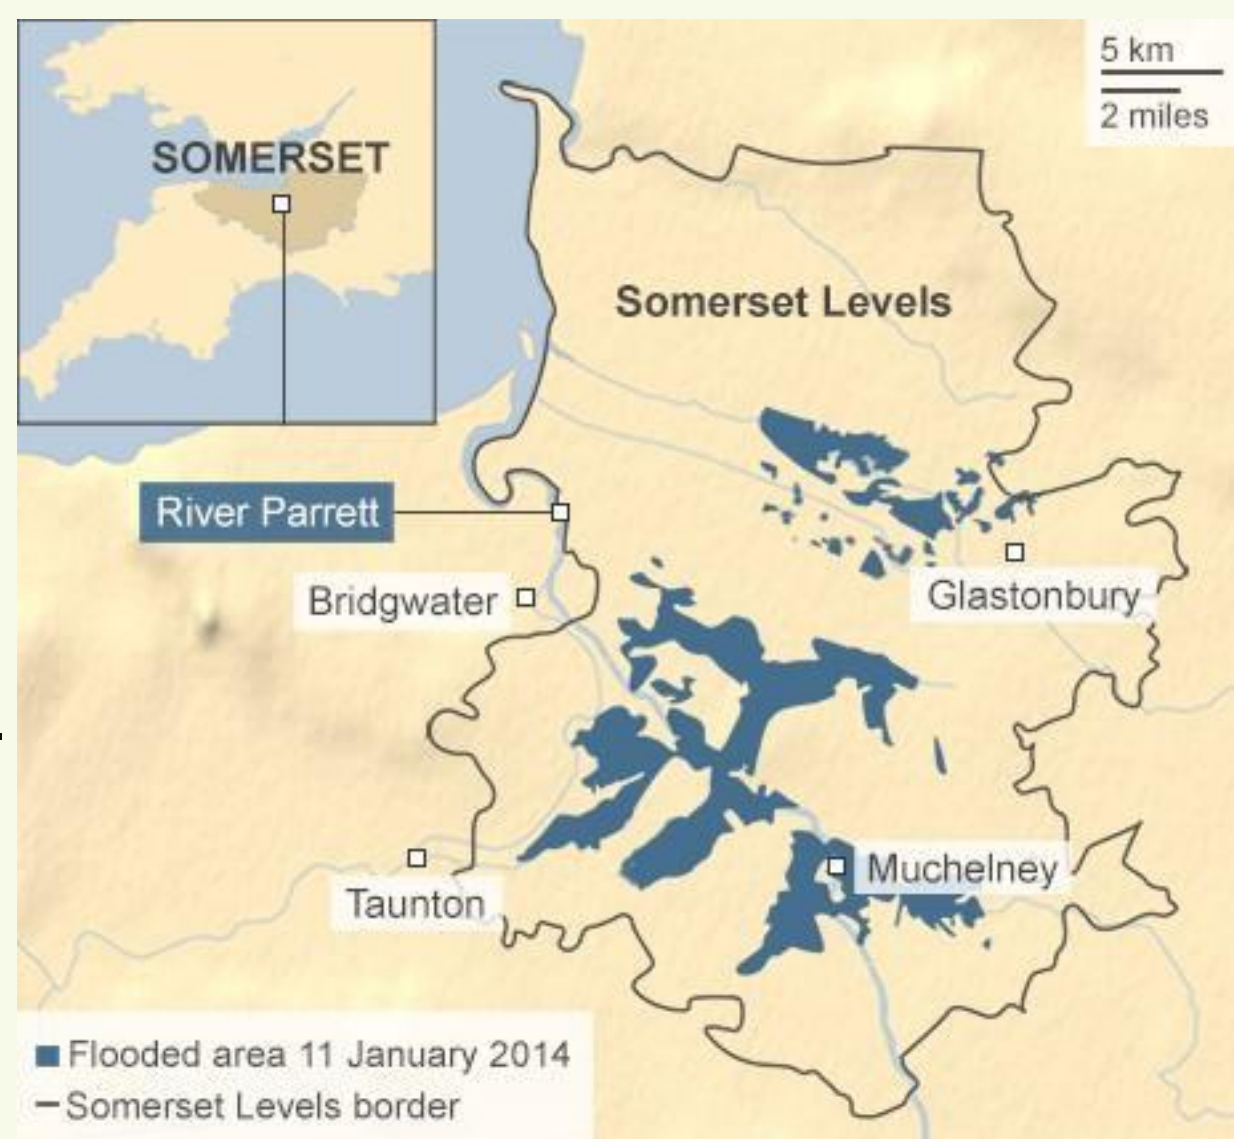 5 km
2 miles
SOMERSET
Somerset Levels
River Parrett
Bridgwater
Glastonbury
Muchelney
Taunton
Flooded area 11 January 2014
Somerset Levels border